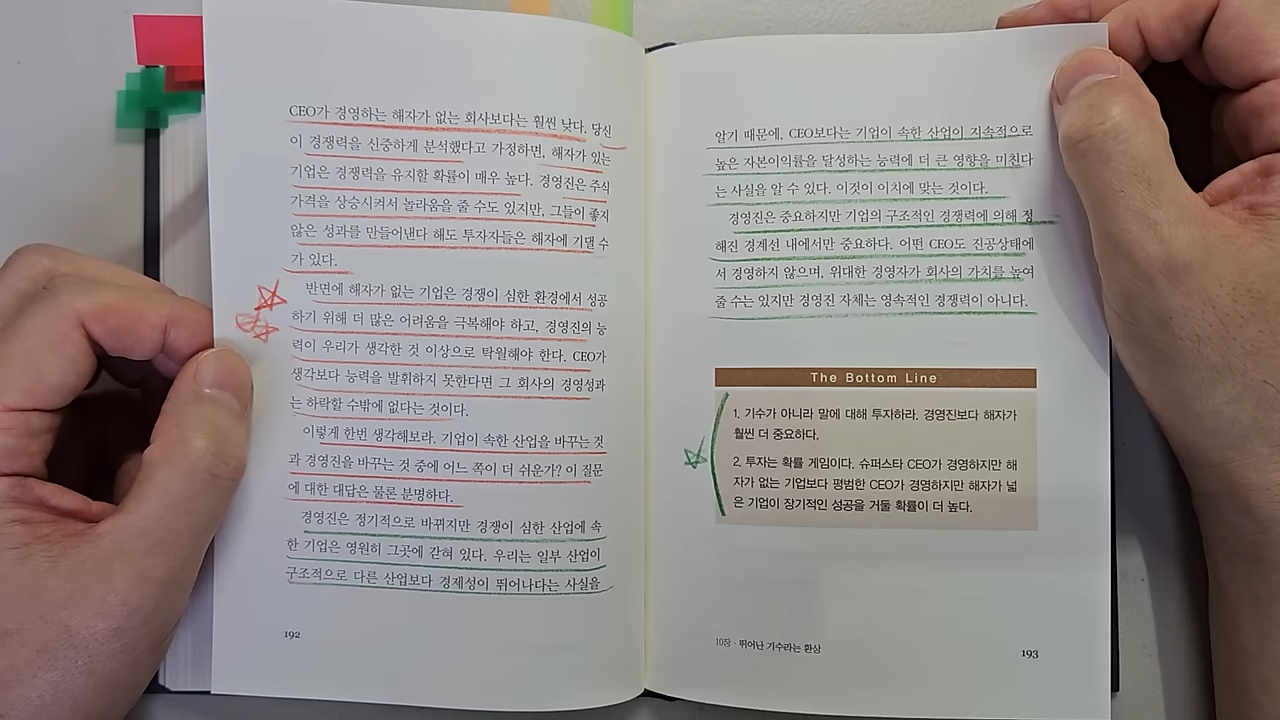 CEO가 경영하는 해자가 없는 회사보다는 훨씬 낫다. 당신
이 경쟁력을 신중하게 분석했다고 가정하면, 해자가 있는
기업은 경쟁력을 유지할 확률이 매우 높다. 경영진은 주식
가격을 상승시켜서 놀라움을 줄 수도 있지만, 그들이 좋지
않은 성과를 만들어낸다 해도 투자자들은 해자에 기댈 수
가 있다.
반면에 해자가 없는 기업은 경쟁이 심한 환경에서 성공
하기 위해 더 많은 어려움을 극복해야 하고, 경영진의 능
력이 우리가 생각한 것 이상으로 탁월해야 한다. CEO가
생각보다 능력을 발휘하지 못한다면 그 회사의 경영성과
는 하락할 수밖에 없다는 것이다.
이렇게 한번 생각해보라. 기업이 속한 산업을 바꾸는 것
과 경영진을 바꾸는 것 중에 어느 쪽이 더 쉬운가? 이 질문
에 대한 대답은 물론 분명하다.
경영진은 정기적으로 바뀌지만 경쟁이 심한 산업에 속
한 기업은 영원히 그곳에 갇혀 있다. 우리는 일부 산업이
구조적으로 다른 산업보다 경제성이 뛰어나다는 사실을
192
알기 때문에, CEO보다는 기업이 속한 산업이 지속적으로
높은 자본이익률을 달성하는 능력에 더 큰 영향을 미친다
는 사실을 알 수 있다. 이것이 이치에 맞는 것이다.
경영진은 중요하지만 기업의 구조적인 경쟁력에 의해 정
해진 경계선 내에서만 중요하다. 어떤 CEO도 진공상태에
서 경영하지 않으며, 위대한 경영자가 회사의 가치를 높여
줄 수는 있지만 경영진 자체는 영속적인 경쟁력이 아니다.
The Bottom Line
1. 기수가 아니라 말에 대해 투자하라. 경영진보다 해자가
훨씬 더 중요하다.
2. 투자는 확률 게임이다. 슈퍼스타 CEO가 경영하지만 해
자가 없는 기업보다 평범한 CEO가 경영하지만 해자가 넓
은 기업이 장기적인 성공을 거둘 확률이 더 높다.
10장 · 뛰어난 기수라는 환상
193